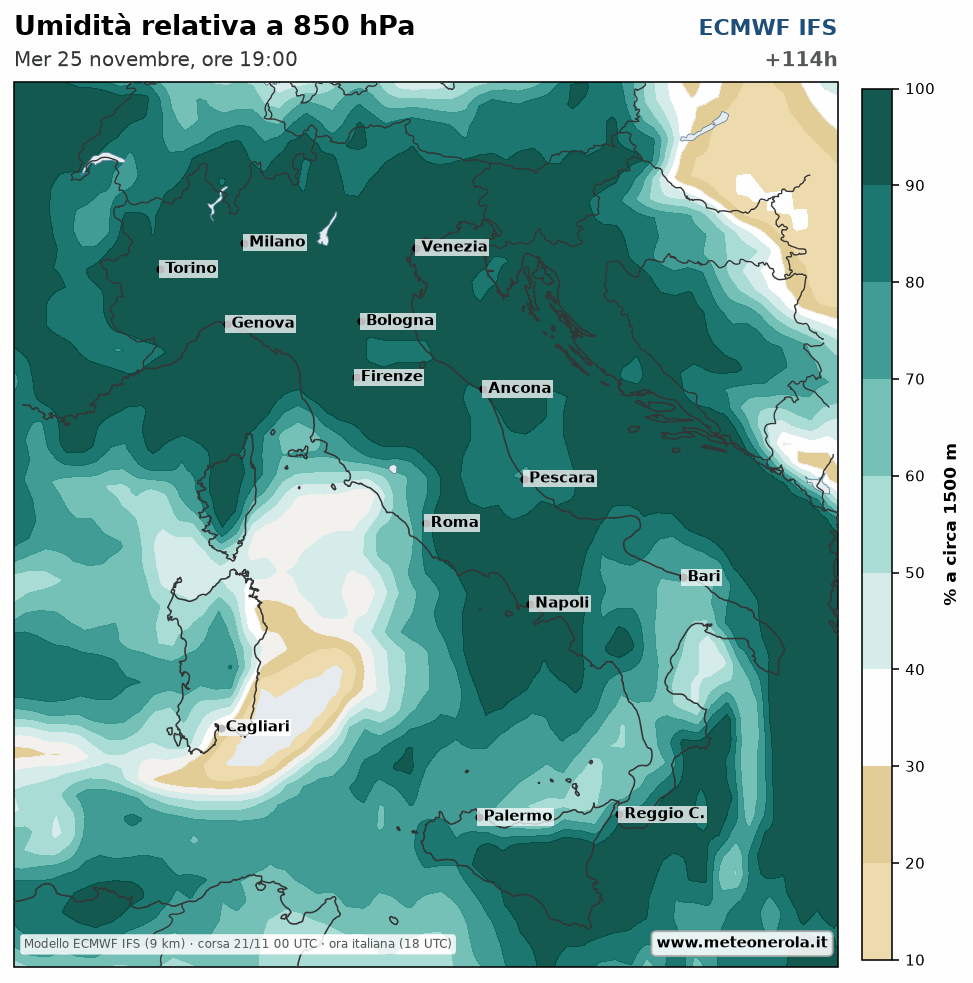 Umidità relativa a 850 hPa
ECMWF IFS
Mer 25 novembre, ore 19:00
+114h
100
90
80
70
60
50
40
30
20
10
% a circa 1500 m
Milano
Venezia
Torino
Genova
Bologna
Firenze
Ancona
Pescara
Roma
Bari
Napoli
Cagliari
Palermo
Reggio C.
Modello ECMWF IFS (9 km) · corsa 21/11 00 UTC · ora italiana (18 UTC)
www.meteonerola.it